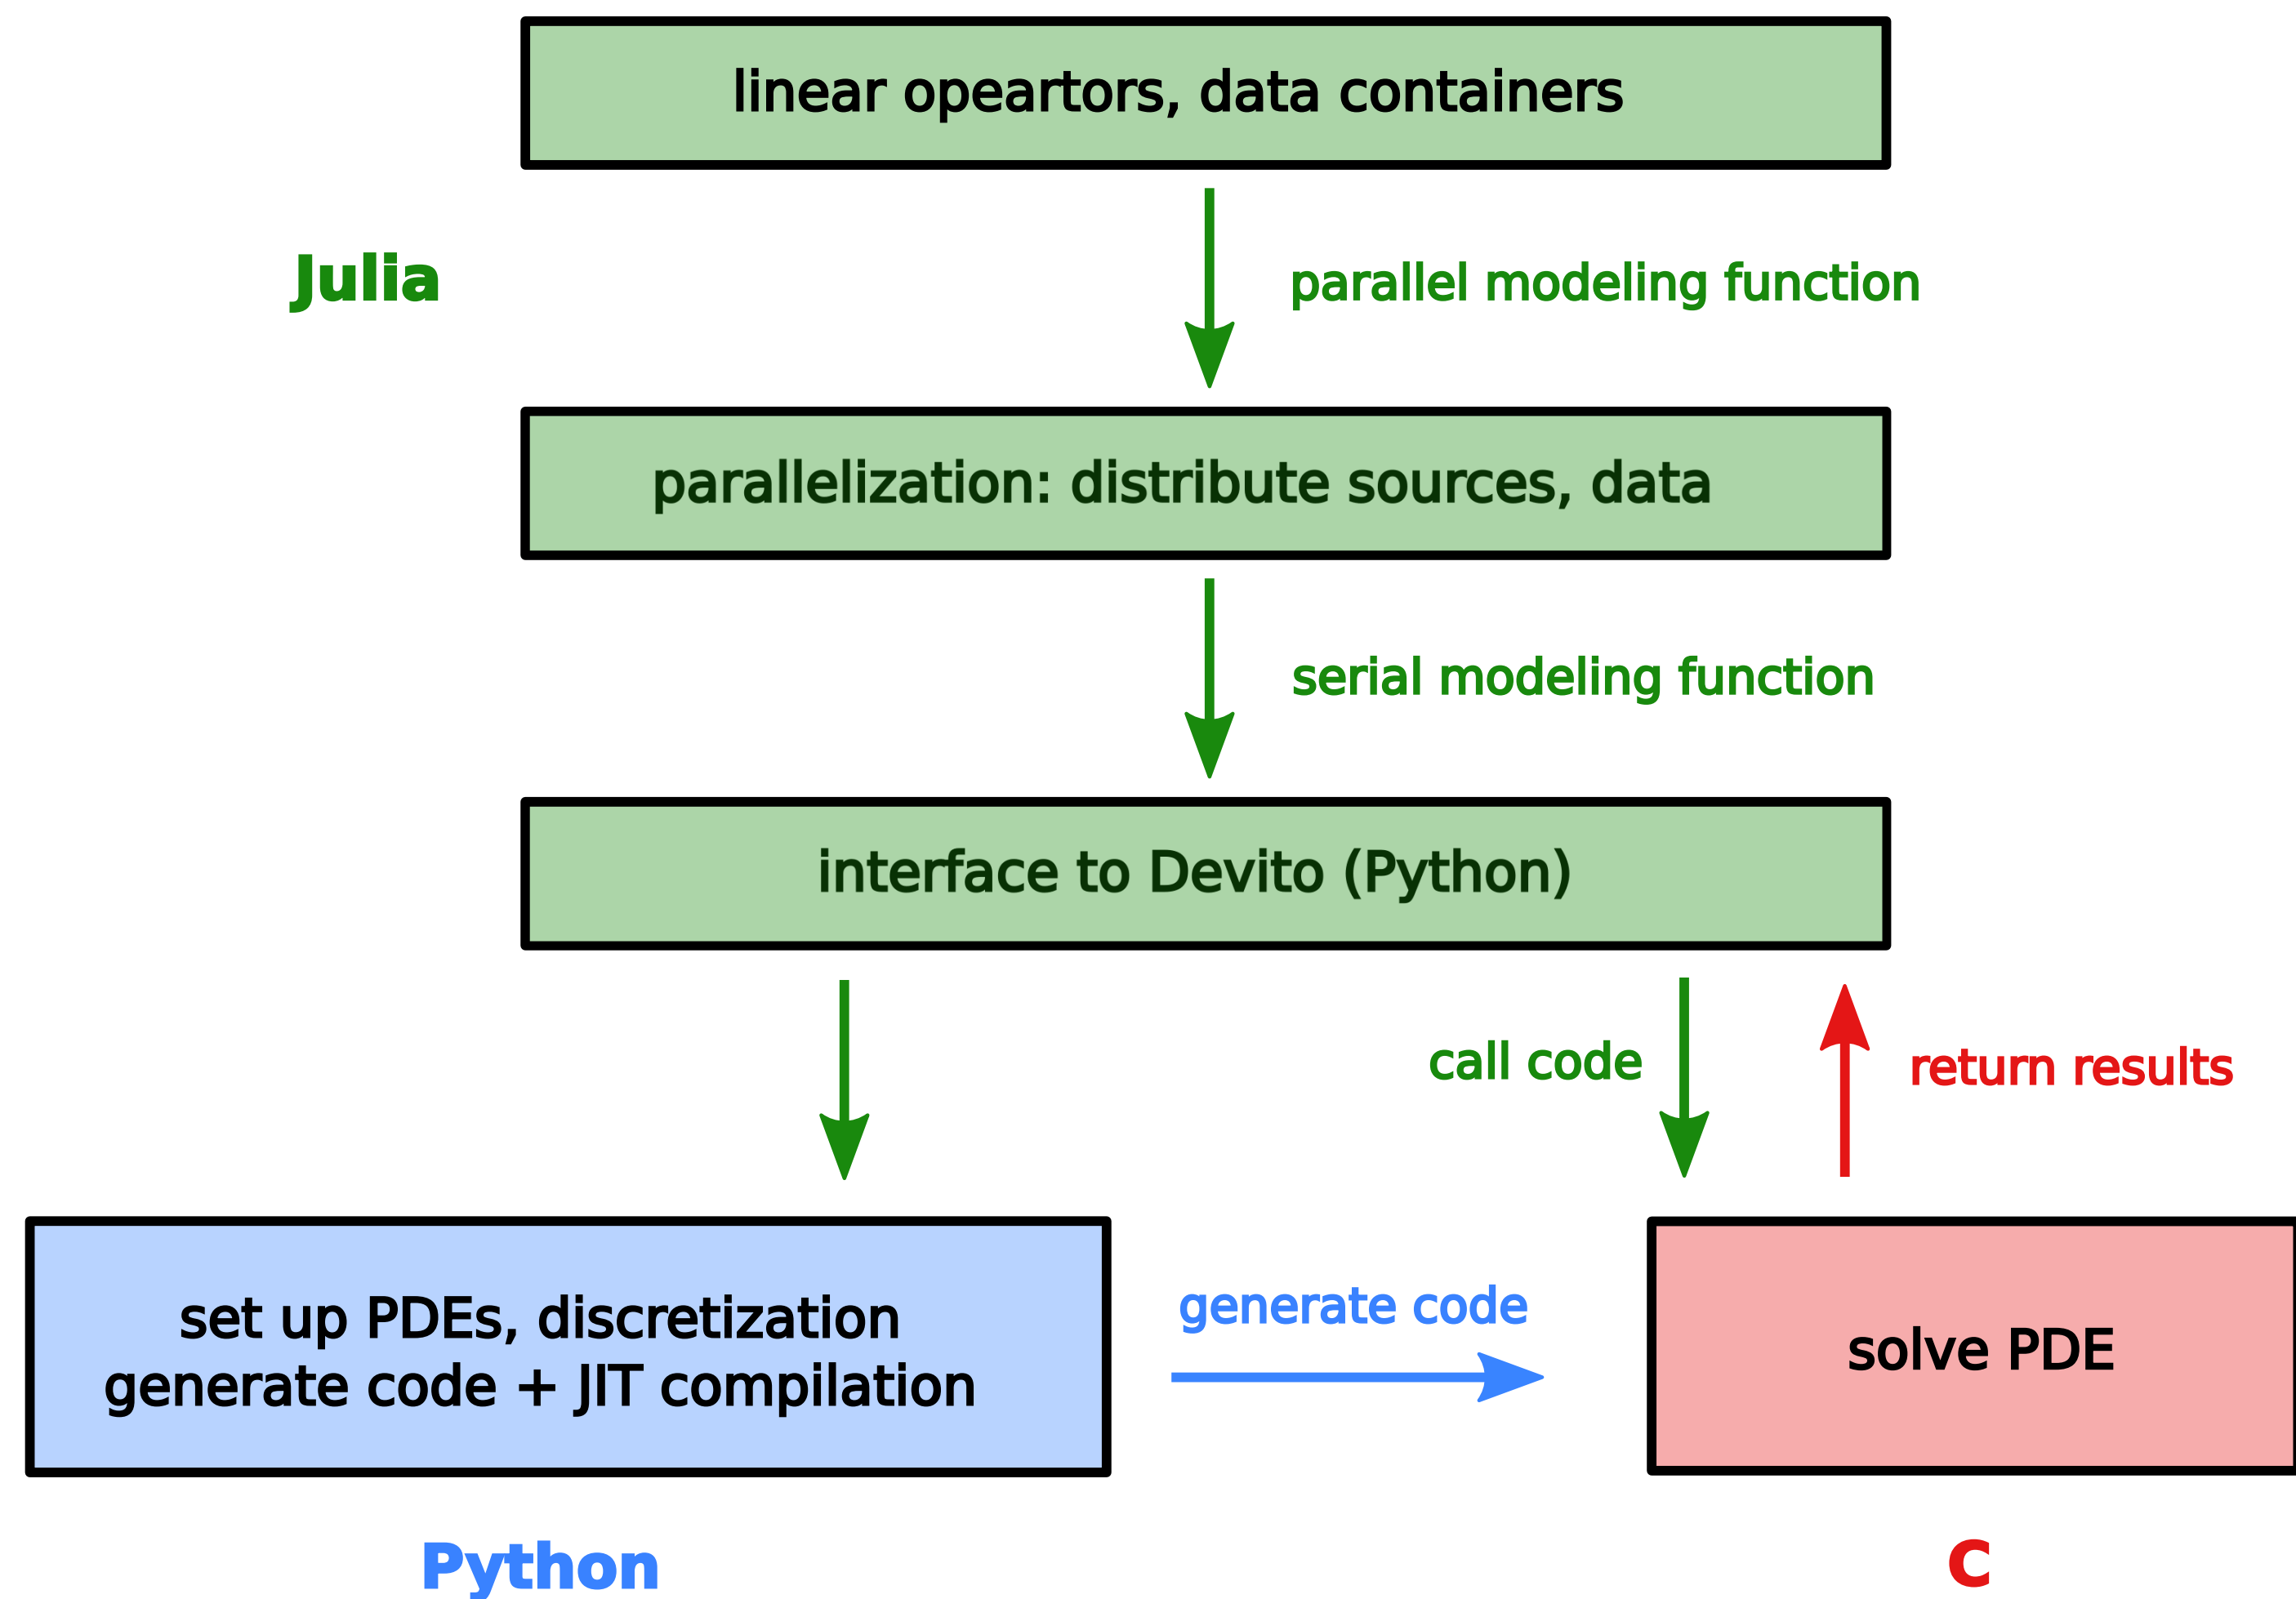 linear opeartors, data containers
Julia
parallel modeling function
parallelization: distribute sources, data
serial modeling function
interface to Devito (Python)
call code
return results
set up PDEs, discretization
generate code + JIT compilation
generate code
solve PDE
Python
C